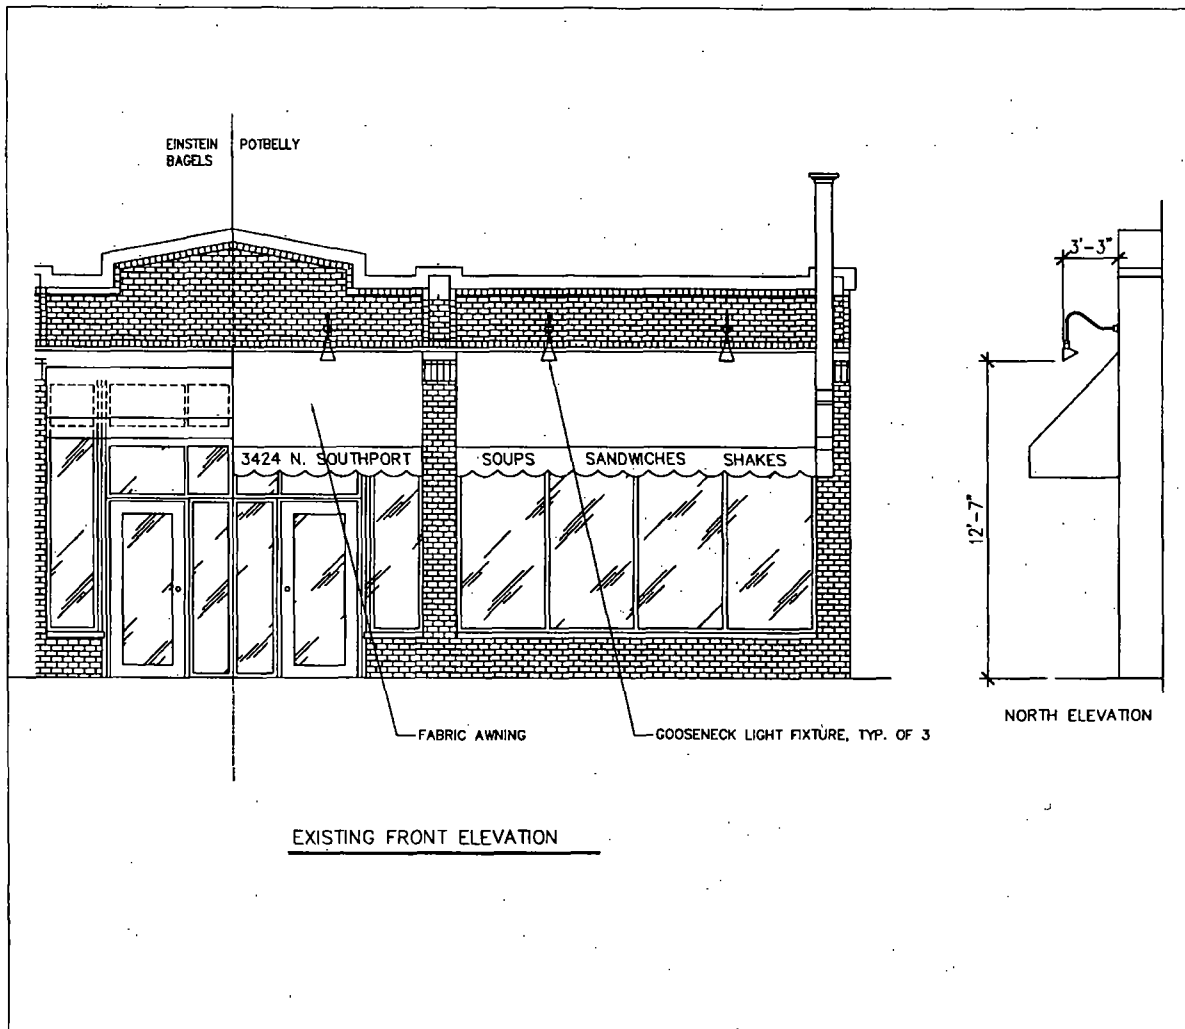 EINSTEIN
BAGELS
POTBELLY
3'-3"
12'-7"
3424 N. SOUTHPORT
SOUPS
SANDWICHES
SHAKES
NORTH ELEVATION
FABRIC AWNING
GOOSENECK LIGHT FIXTURE, TYP. OF 3
EXISTING FRONT ELEVATION